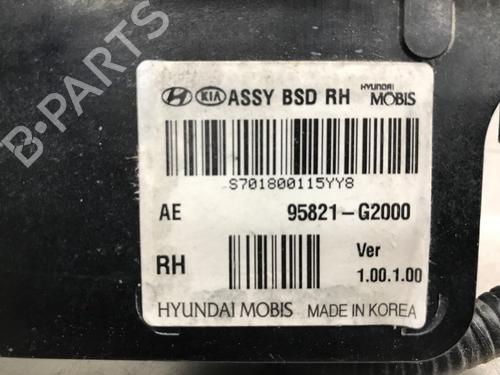 B-PARTS
KIA ASSY BSD RH HYUNDAI MOBIS
S701800115YY8
AE 95821-G2000
RH Ver 1.00.1.00
HYUNDAI MOBIS MADE IN KOREA